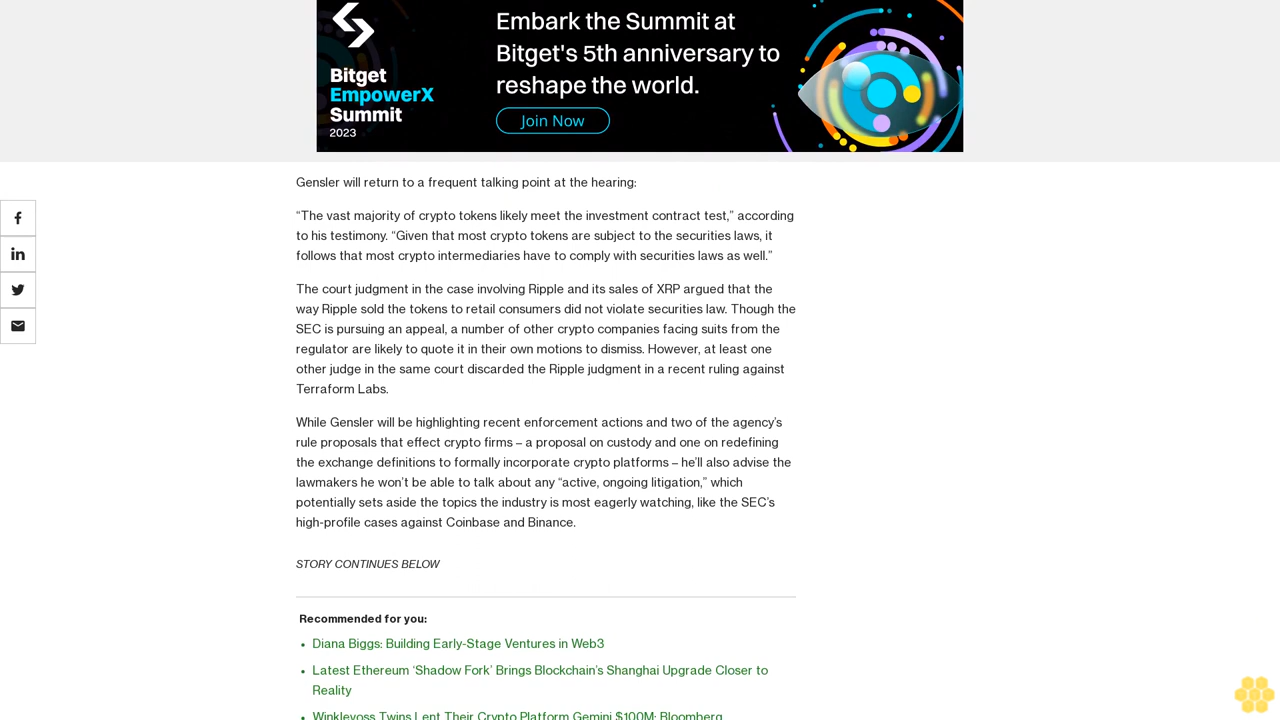 Embark the Summit at
Bitget's 5th anniversary to
reshape the world.
Bitget
EmpowerX
Summit
2023
Join Now
Gensler will return to a frequent talking point at the hearing:
“The vast majority of crypto tokens likely meet the investment contract test,” according
to his testimony. “Given that most crypto tokens are subject to the securities laws, it
follows that most crypto intermediaries have to comply with securities laws as well.”
The court judgment in the case involving Ripple and its sales of XRP argued that the
way Ripple sold the tokens to retail consumers did not violate securities law. Though the
SEC is pursuing an appeal, a number of other crypto companies facing suits from the
regulator are likely to quote it in their own motions to dismiss. However, at least one
other judge in the same court discarded the Ripple judgment in a recent ruling against
Terraform Labs.
While Gensler will be highlighting recent enforcement actions and two of the agency’s
rule proposals that effect crypto firms – a proposal on custody and one on redefining
the exchange definitions to formally incorporate crypto platforms – he’ll also advise the
lawmakers he won’t be able to talk about any “active, ongoing litigation,” which
potentially sets aside the topics the industry is most eagerly watching, like the SEC’s
high-profile cases against Coinbase and Binance.
STORY CONTINUES BELOW
Recommended for you:
• Diana Biggs: Building Early-Stage Ventures in Web3
• Latest Ethereum ‘Shadow Fork’ Brings Blockchain’s Shanghai Upgrade Closer to
Reality
• Winklevoss Twins Lent Their Crypto Platform Gemini $100M: Bloomberg